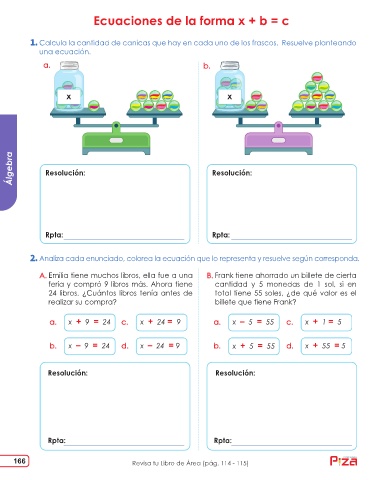 Ecuaciones de la forma x + b = c
1. Calcula la cantidad de canicas que hay en cada uno de los frascos. Resuelve planteando
una ecuación.
a.
b.
x
x
Álgebra
Resolución:
Resolución:
Rpta:
Rpta:
2. Analiza cada enunciado, colorea la ecuación que lo representa y resuelve según corresponda.
A. Emilia tiene muchos libros, ella fue a una
feria y compró 9 libros más. Ahora tiene
24 libros. ¿Cuántos libros tenía antes de
realizar su compra?
B. Frank tiene ahorrado un billete de cierta
cantidad y 5 monedas de 1 sol, si en
total tiene 55 soles, ¿de qué valor es el
billete que tiene Frank?
a. x + 9 = 24 c. x + 24 = 9
b. x − 9 = 24 d. x − 24 = 9
a. x − 5 = 55 c. x + 1 = 5
b. x + 5 = 55 d. x + 55 = 5
Resolución:
Resolución:
Rpta:
Rpta:
166
Revisa tu Libro de Área (pág. 114 - 115)